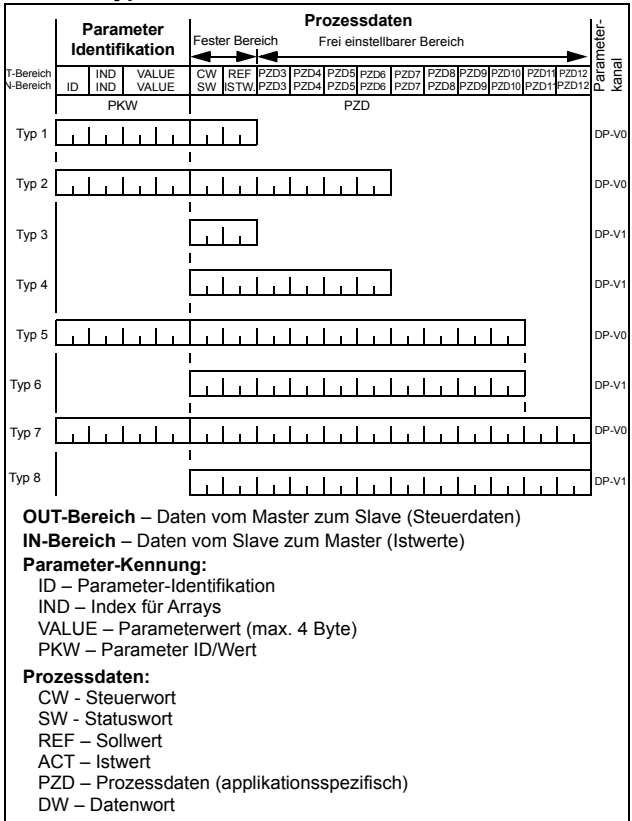 Parameter Identifikation
Prozessdaten
Fester Bereich
Frei einstellbarer Bereich
Parameter-kanal
T-Bereich IND VALUE CW REF PZD3 PZD4 PZD5 PZD6 PZD7 PZD8 PZD9 PZD10 PZD11 PZD12
N-Bereich ID IND VALUE SW ISTW. PZD3 PZD4 PZD5 PZD6 PZD7 PZD8 PZD9 PZD10 PZD11 PZD12
PKW PZD
Typ 1 DP-V0
Typ 2 DP-V0
Typ 3 DP-V1
Typ 4 DP-V1
Typ 5 DP-V0
Typ 6 DP-V1
Typ 7 DP-V0
Typ 8 DP-V1
OUT-Bereich – Daten vom Master zum Slave (Steuerdaten)
IN-Bereich – Daten vom Slave zum Master (Istwerte)
Parameter-Kennung:
ID – Parameter-Identifikation
IND – Index für Arrays
VALUE – Parameterwert (max. 4 Byte)
PKW – Parameter ID/Wert
Prozessdaten:
CW - Steuerwort
SW - Statuswort
REF – Sollwert
ACT – Istwert
PZD – Prozessdaten (applikationsspezifisch)
DW – Datenwort